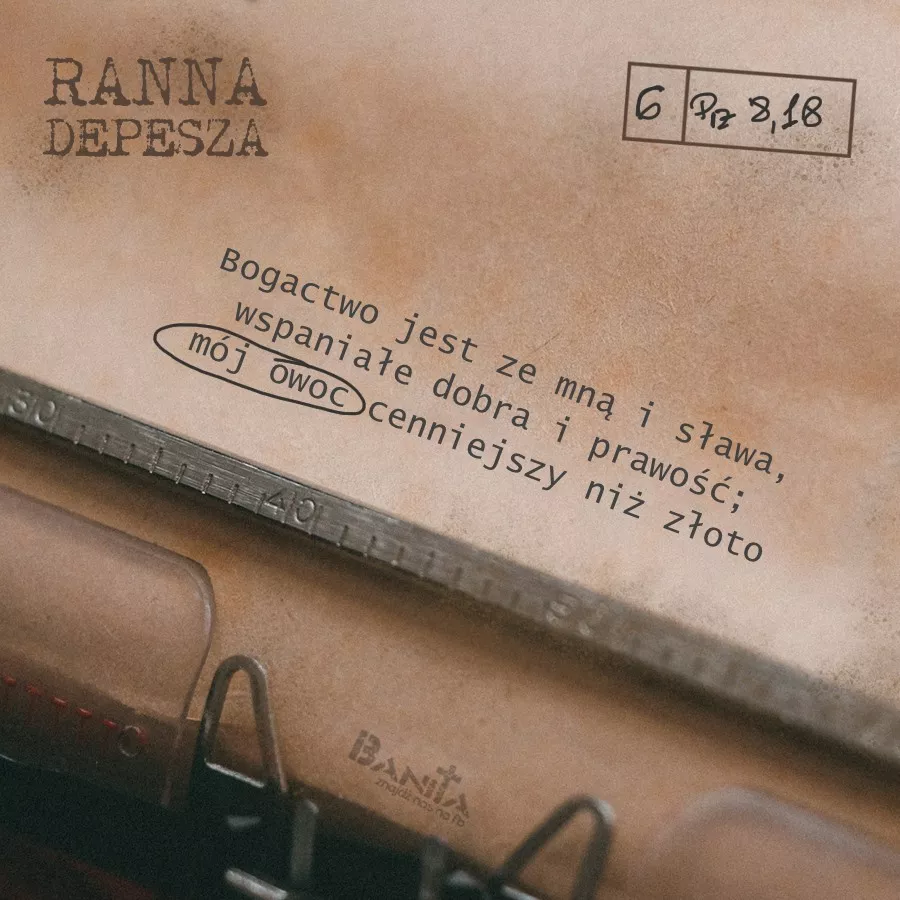 RANNA
DEPESZA
6 Prz 8,18
Bogactwo jest ze mną i sława,
wspaniałe dobra i prawość;
mój owoc cenniejszy niż złoto
30
40
50
BANITA
znajdź nas na fb